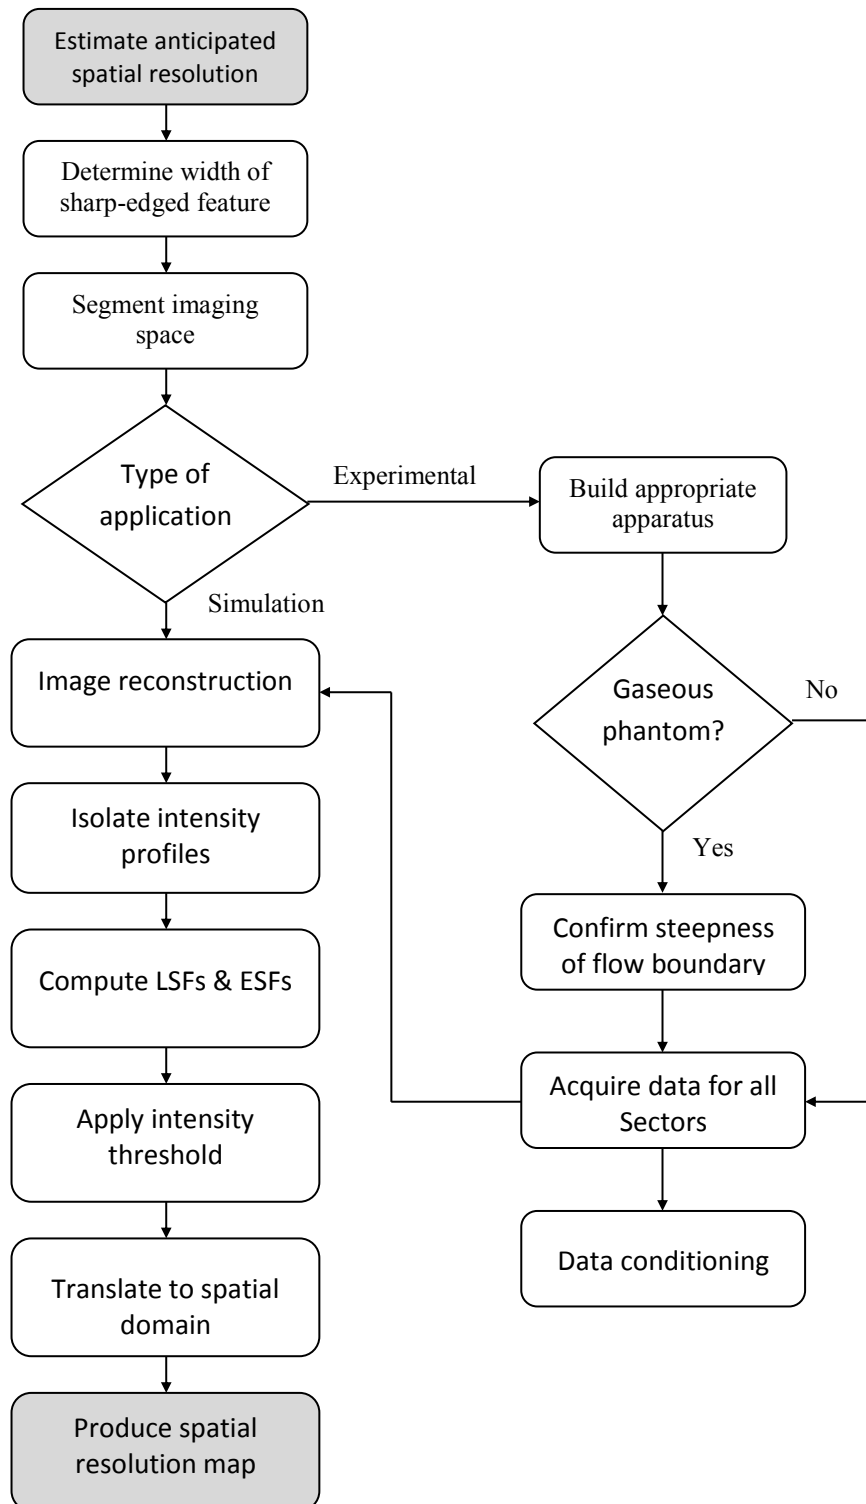 Estimate anticipated
spatial resolution
Determine width of
sharp-edged feature
Segment imaging
space
Type of
application
Experimental
Build appropriate
apparatus
Simulation
Gaseous
phantom?
No
Yes
Confirm steepness
of flow boundary
Acquire data for all
Sectors
Data conditioning
Image reconstruction
Isolate intensity
profiles
Compute LSFs & ESFs
Apply intensity
threshold
Translate to spatial
domain
Produce spatial
resolution map